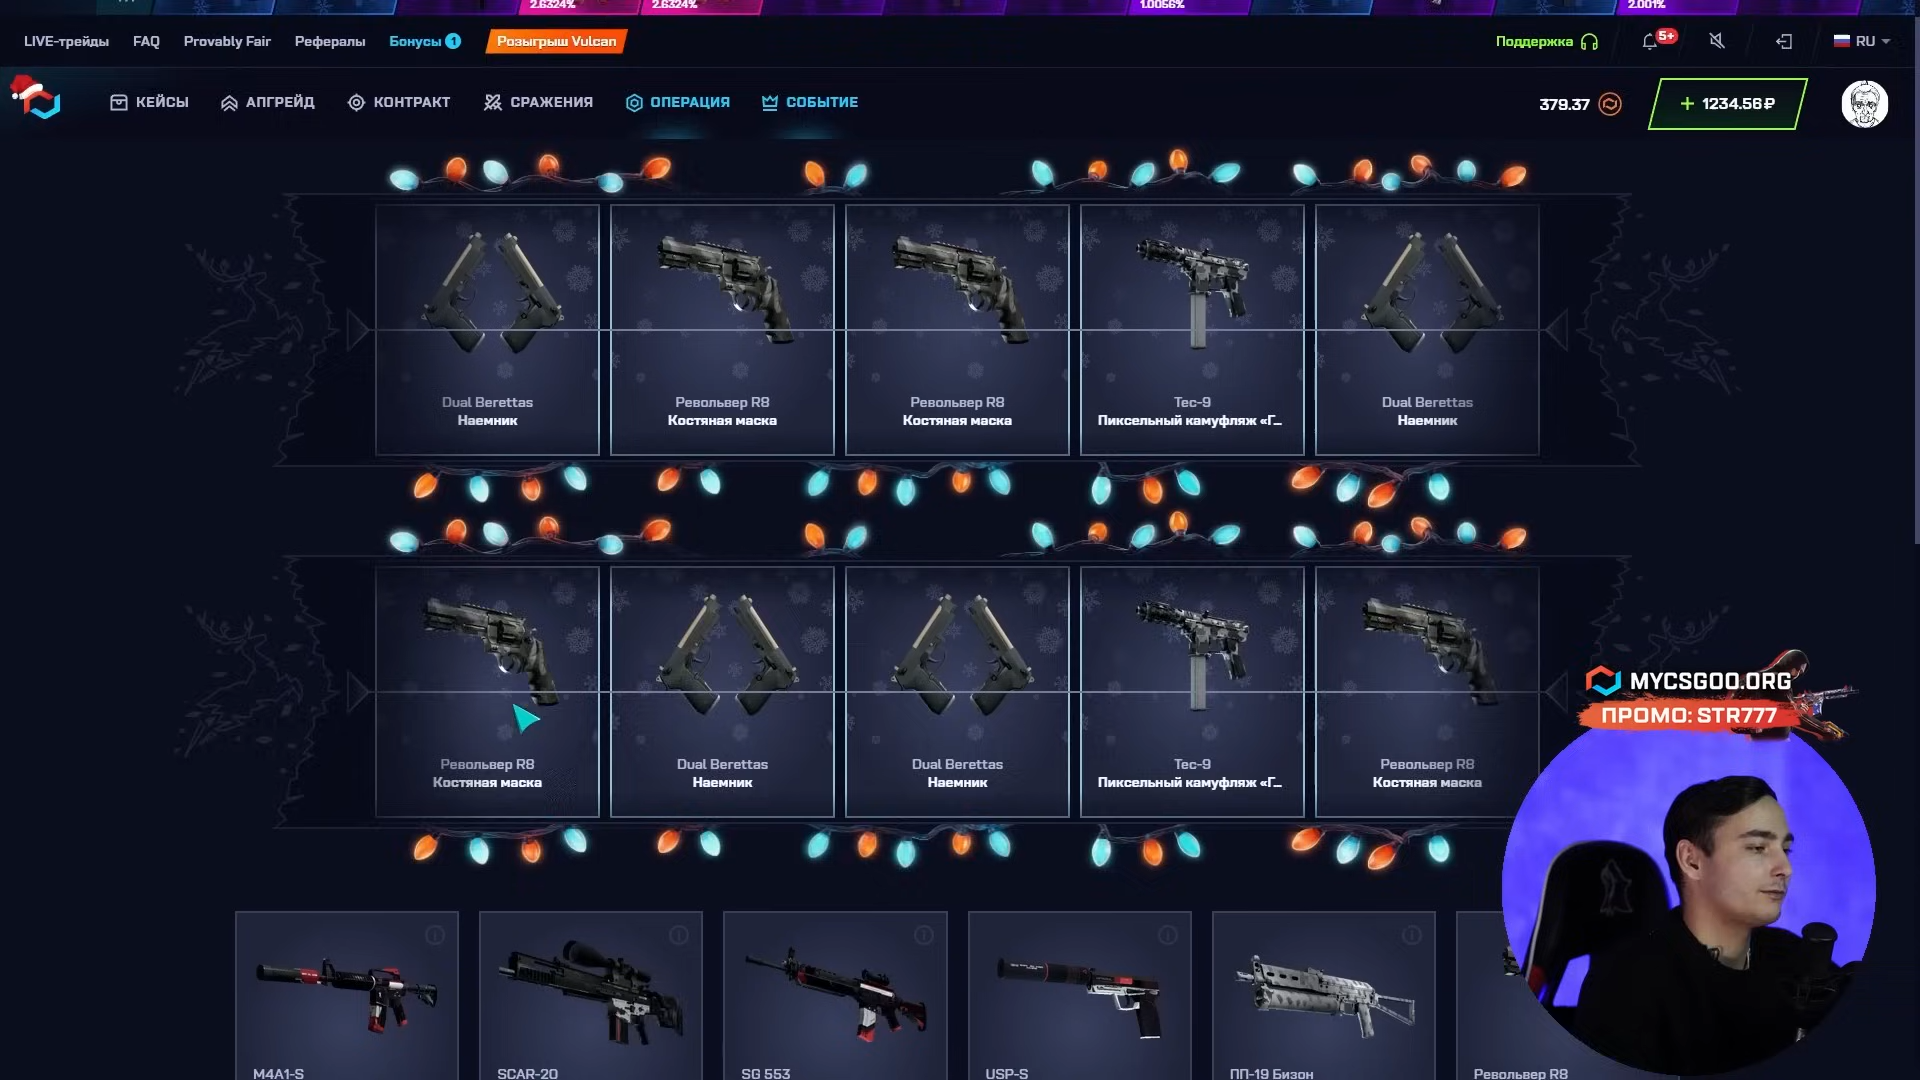 2.6324%
2.6324%
1.0056%
2.001%
LIVE-трейды
FAQ
Provably Fair
Рефералы
Бонусы 1
Розыгрыш Vulcan
Поддержка
5+
RU
КЕЙСЫ
АПГРЕЙД
КОНТРАКТ
СРАЖЕНИЯ
ОПЕРАЦИЯ
СОБЫТИЕ
379.37
+ 1234.56₽
Dual Berettas
Наемник
Револьвер R8
Костяная маска
Револьвер R8
Костяная маска
Tec-9
Пиксельный камуфляж «Г...
Dual Berettas
Наемник
Револьвер R8
Костяная маска
Dual Berettas
Наемник
Dual Berettas
Наемник
Tec-9
Пиксельный камуфляж «Г...
Револьвер R8
Костяная маска
MYCSGOO.ORG
ПРОМО: STR777
M4A1-S
SCAR-20
SG 553
USP-S
ПП-19 Бизон
Револьвер R8